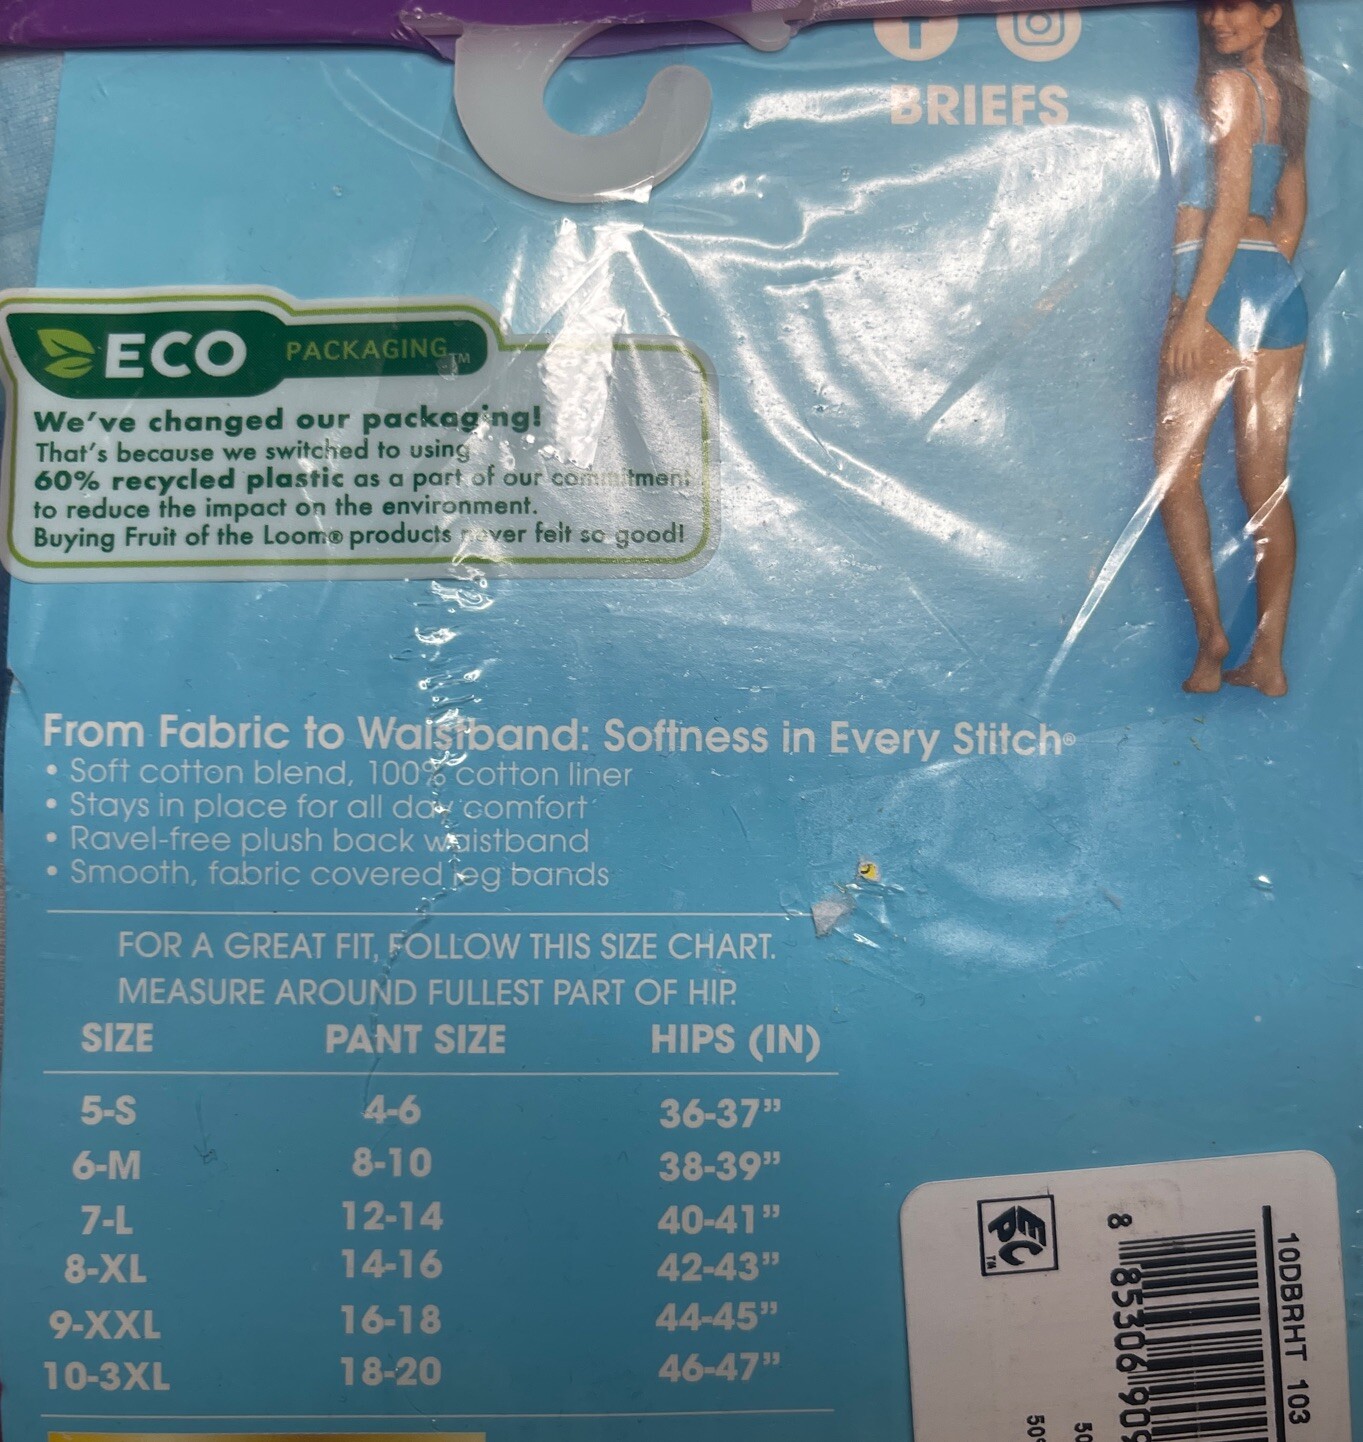 BRIEFS
ECO PACKAGING™
We've changed our packaging!
That's because we switched to using
60% recycled plastic as a part of our commitment
to reduce the impact on the environment.
Buying Fruit of the Loom® products never felt so good!
From Fabric to Waistband: Softness in Every Stitch®
• Soft cotton blend, 100% cotton liner
• Stays in place for all day comfort
• Ravel-free plush back waistband
• Smooth, fabric covered leg bands
FOR A GREAT FIT, FOLLOW THIS SIZE CHART.
MEASURE AROUND FULLEST PART OF HIP.
SIZE PANT SIZE HIPS (IN)
5-S 4-6 36-37”
6-M 8-10 38-39”
7-L 12-14 40-41”
8-XL 14-16 42-43”
9-XXL 16-18 44-45”
10-3XL 18-20 46-47”
10DBRHT 103
8 85306 909
50